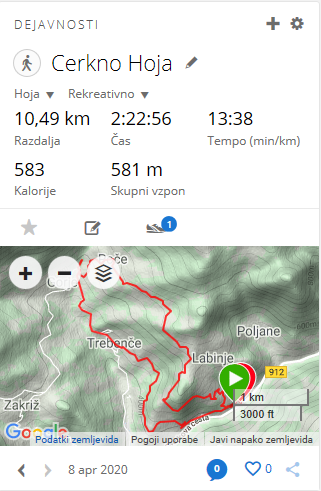 DEJAVNOSTI
Cerkno Hoja
Hoja ▼ Rekreativno ▼
10,49 km 2:22:56 13:38
Razdalja Čas Tempo (min/km)
583 581 m
Kalorije Skupni vzpon
1
Poljane
Trebenče
Labinje
912
1 km
3000 ft
Zakriž
Google
Podatki zemljevida Pogoji uporabe Javi napako zemljevida
8 apr 2020 0 0